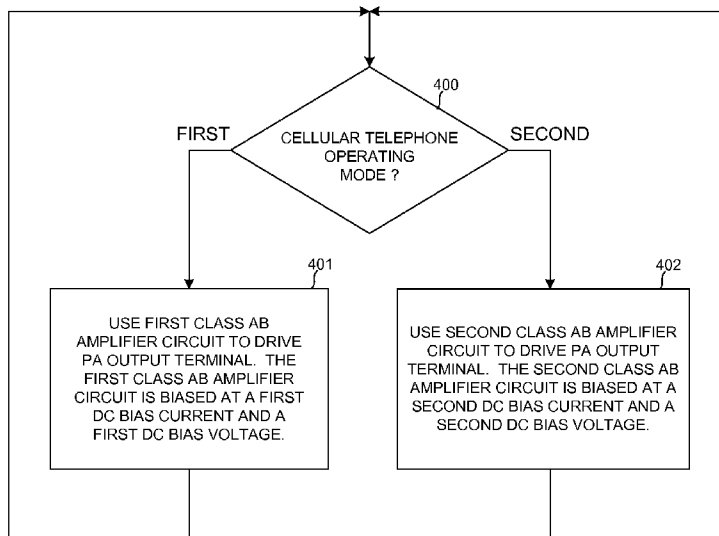 400
FIRST
SECOND
CELLULAR TELEPHONE
OPERATING
MODE ?
401
402
USE FIRST CLASS AB
AMPLIFIER CIRCUIT TO DRIVE
PA OUTPUT TERMINAL. THE
FIRST CLASS AB AMPLIFIER
CIRCUIT IS BIASED AT A FIRST
DC BIAS CURRENT AND A
FIRST DC BIAS VOLTAGE.
USE SECOND CLASS AB AMPLIFIER
CIRCUIT TO DRIVE PA OUTPUT
TERMINAL. THE SECOND CLASS AB
AMPLIFIER CIRCUIT IS BIASED AT A
SECOND DC BIAS CURRENT AND A
SECOND DC BIAS VOLTAGE.